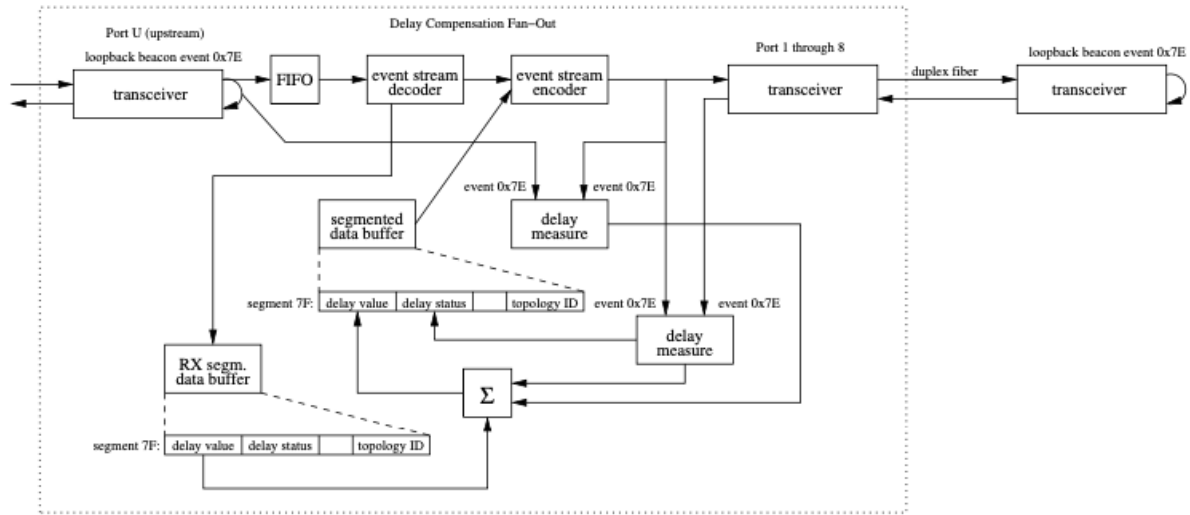 Delay Compensation Fan−Out
Port U (upstream)
loopback beacon event 0x7E
transceiver
FIFO
event stream
decoder
event stream
encoder
Port 1 through 8
transceiver
duplex fiber
loopback beacon event 0x7E
transceiver
event 0x7E
event 0x7E
segmented
data buffer
delay
measure
segment 7F:
delay value
delay status
topology ID
event 0x7E
event 0x7E
delay
measure
RX segm.
data buffer
Σ
segment 7F:
delay value
delay status
topology ID